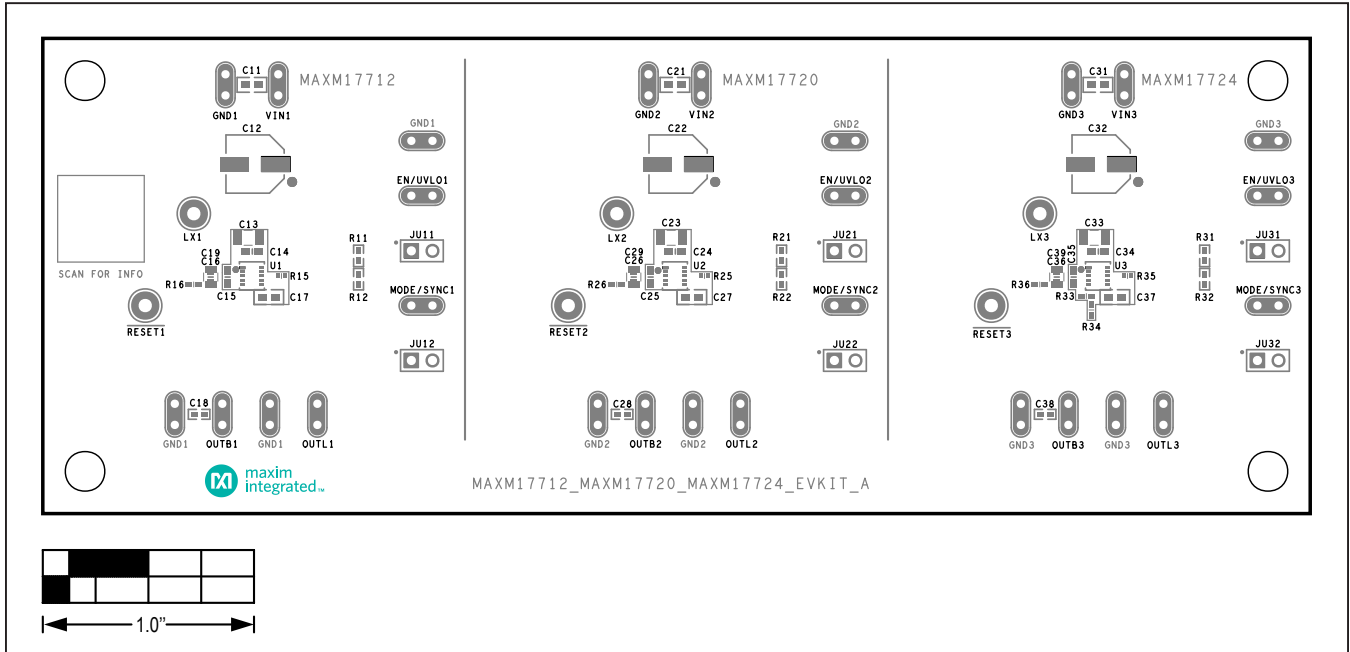 C11
MAXM17712
GND1
VIN1
C12
GND1
EN/UVLO1
LX1
C13
C14
C19
C16
U1
R15
R16
C15
C17
R11
R12
JU11
SCAN FOR INFO
RESET1
MODE/SYNC1
JU12
C18
GND1
OUTB1
GND1
OUTL1
C21
MAXM17720
GND2
VIN2
C22
GND2
EN/UVLO2
LX2
C23
C24
C29
C26
U2
R25
R26
C25
C27
R21
R22
JU21
RESET2
MODE/SYNC2
JU22
C28
GND2
OUTB2
GND2
OUTL2
C31
MAXM17724
GND3
VIN3
C32
GND3
EN/UVLO3
LX3
C33
C34
C35
C39
C36
U3
R35
R36
R33
C37
R34
R31
R32
JU31
RESET3
MODE/SYNC3
JU32
C38
GND3
OUTB3
GND3
OUTL3
maxim
integrated™
MAXM17712_MAXM17720_MAXM17724_EVKIT_A
1.0”